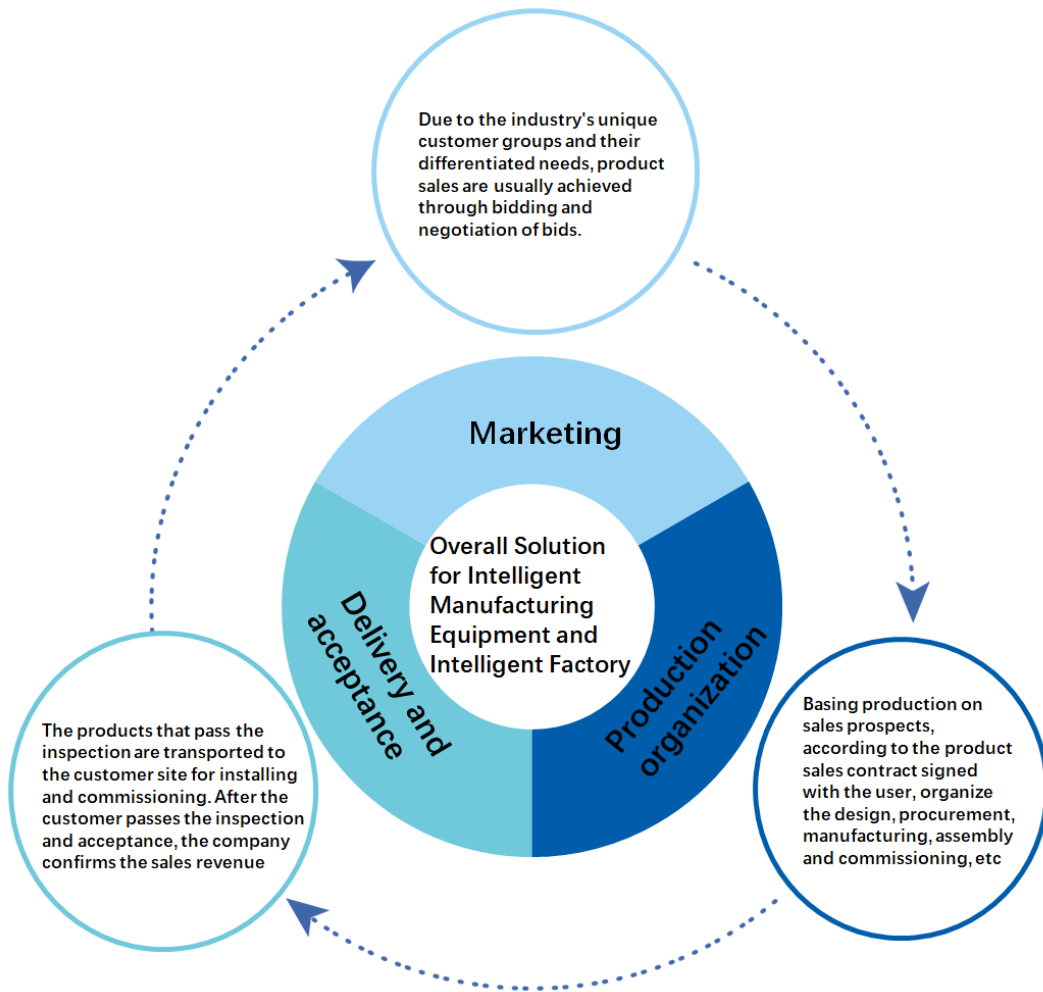 Due to the industry's unique
customer groups and their
differentiated needs, product
sales are usually achieved
through bidding and
negotiation of bids.
Marketing
Overall Solution
for Intelligent
Manufacturing
Equipment and
Intelligent Factory
Delivery and
acceptance
Production
organization
Basing production on
sales prospects,
according to the product
sales contract signed
with the user, organize
the design, procurement,
manufacturing, assembly
and commissioning, etc
The products that pass the
inspection are transported to
the customer site for installing
and commissioning. After the
customer passes the inspection
and acceptance, the company
confirms the sales revenue